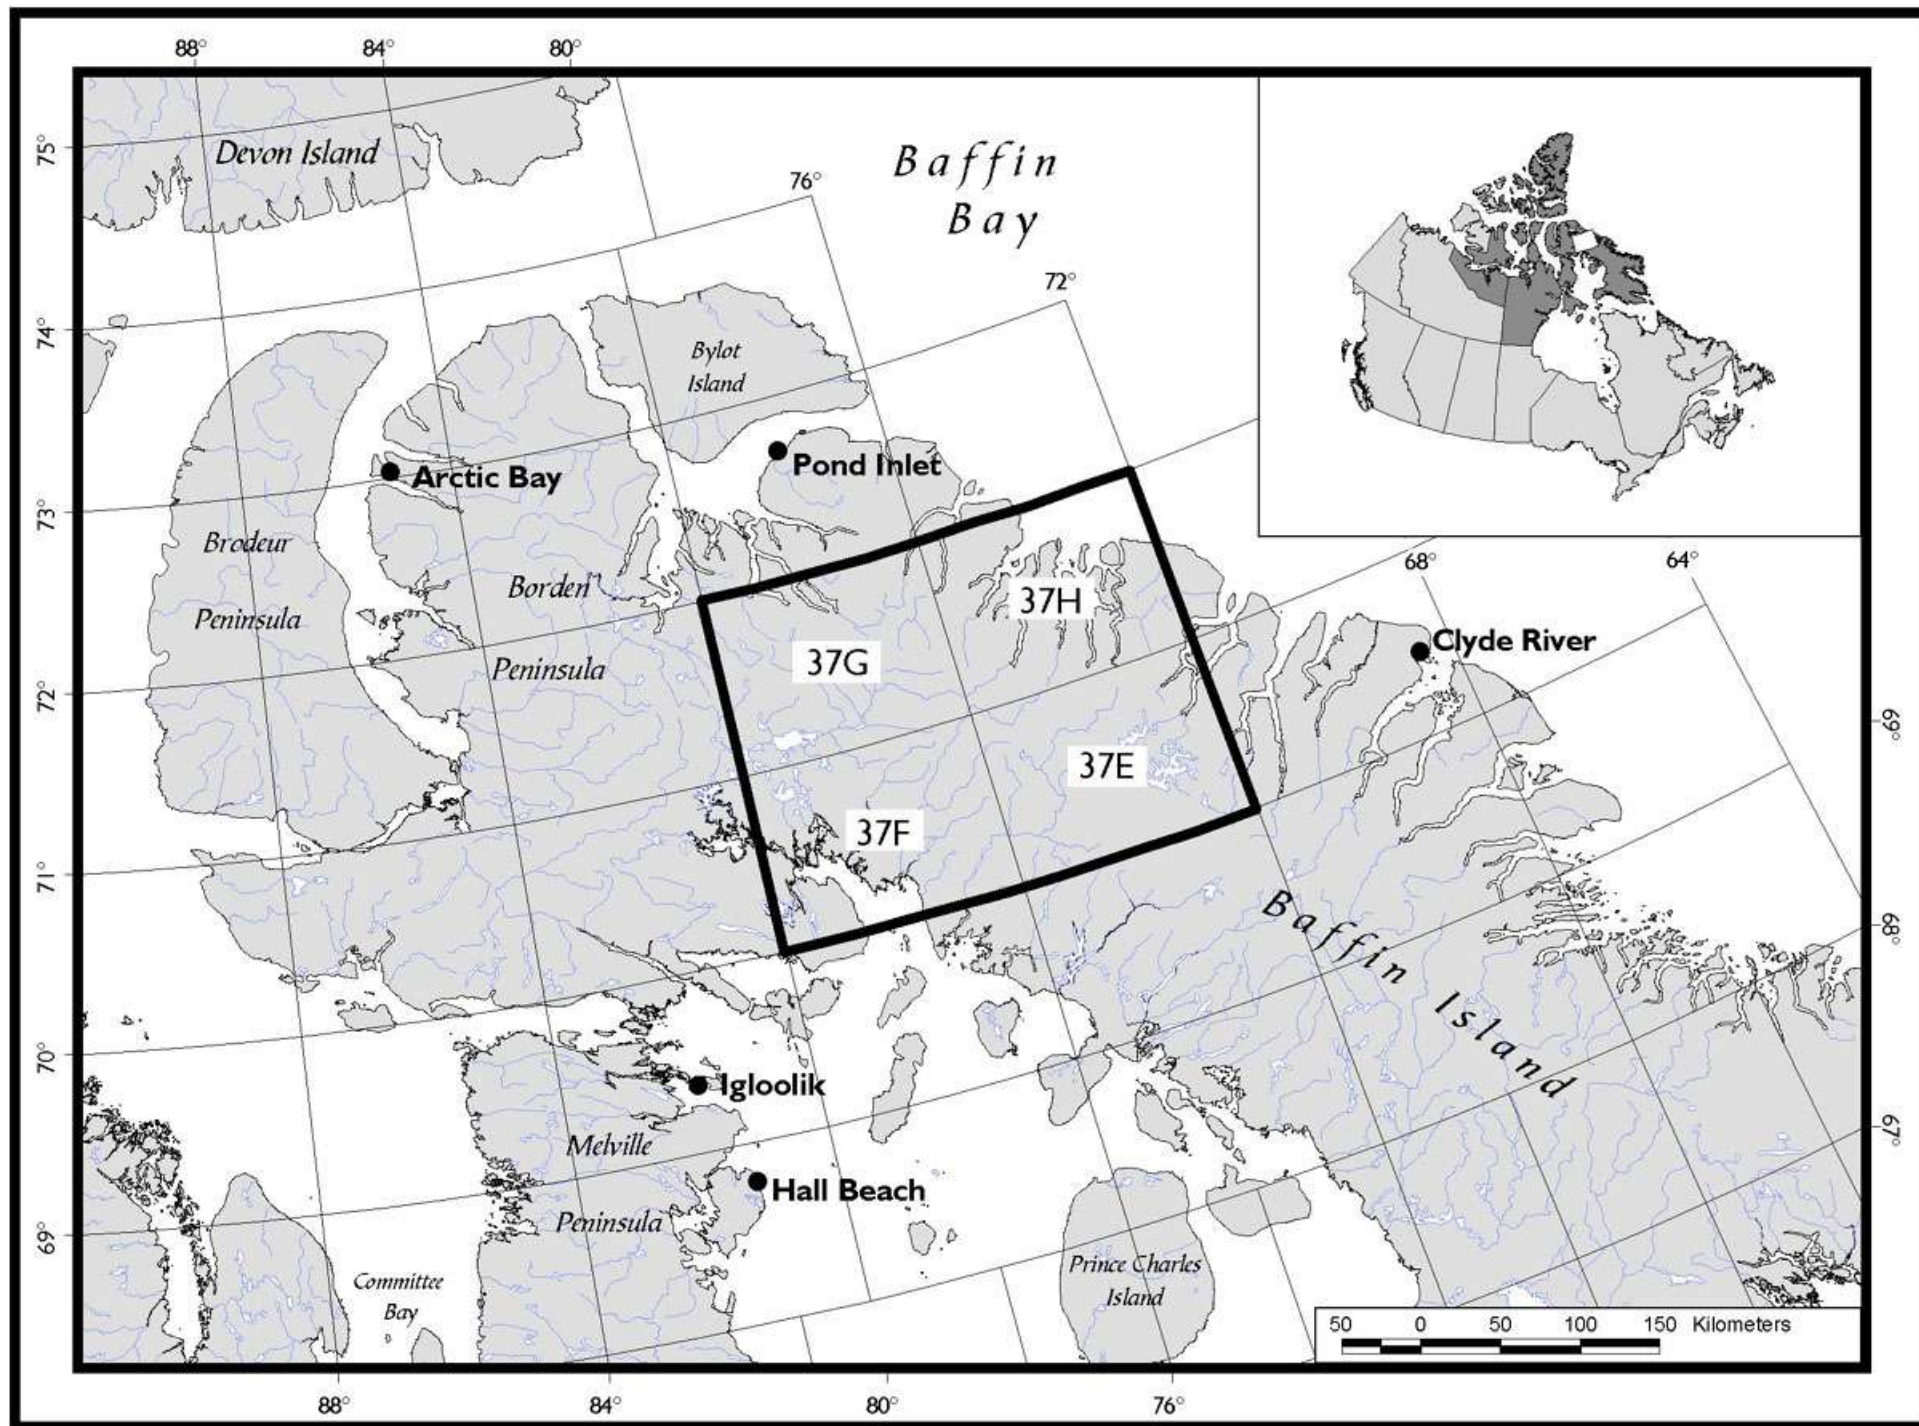 88° 84° 80°
75°
74°
73°
72°
71°
70°
69°
Devon Island
76°
Baffin
Bay
72°
Bylot
Island
Pond Inlet
Arctic Bay
Brodeur
Peninsula
Borden
Peninsula
37H
37G
37E
37F
68°
64°
Clyde River
69°
68°
67°
Baffin Island
Igloolik
Melville
Peninsula
Hall Beach
Committee
Bay
Prince Charles
Island
50 0 50 100 150 Kilometers
88° 84° 80° 76°